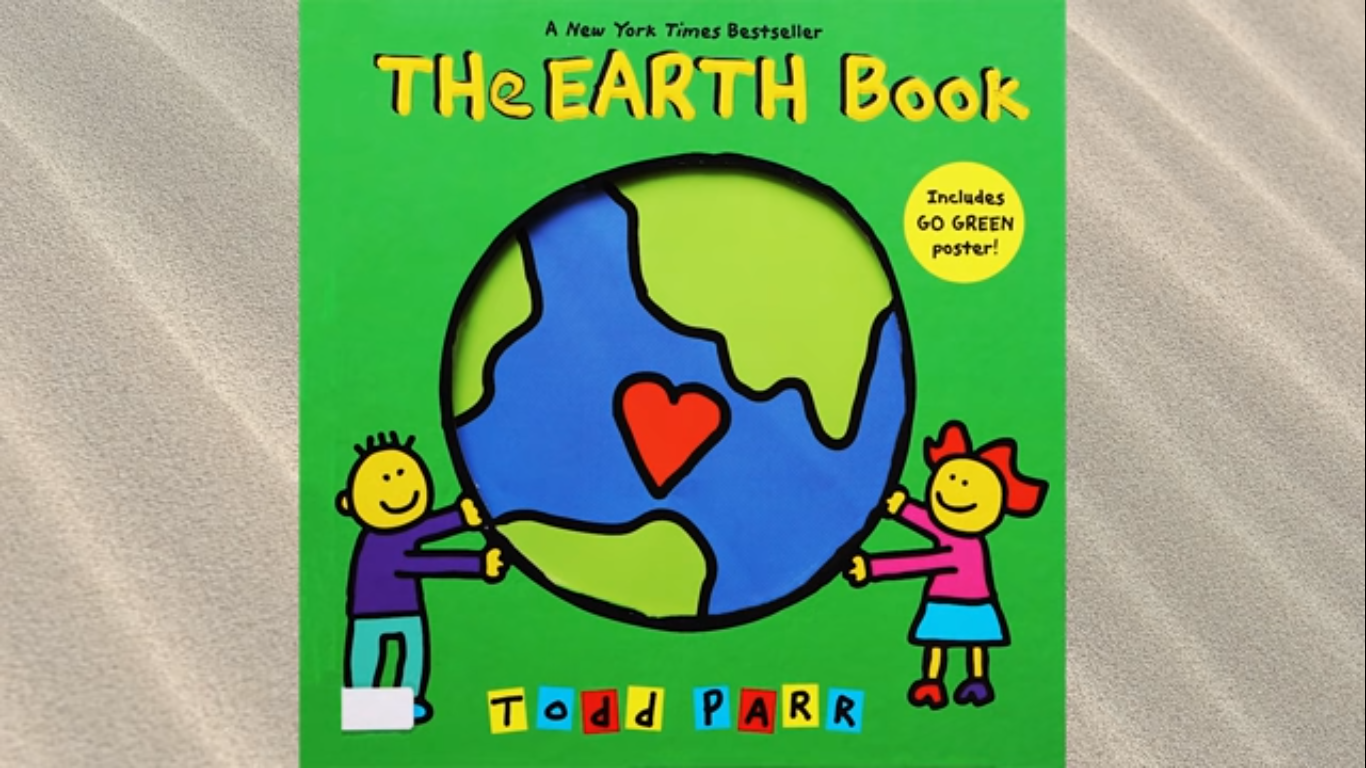 A New York Times Bestseller
THe EARTH Book
Includes
GO GREEN
poster!
Todd PARR